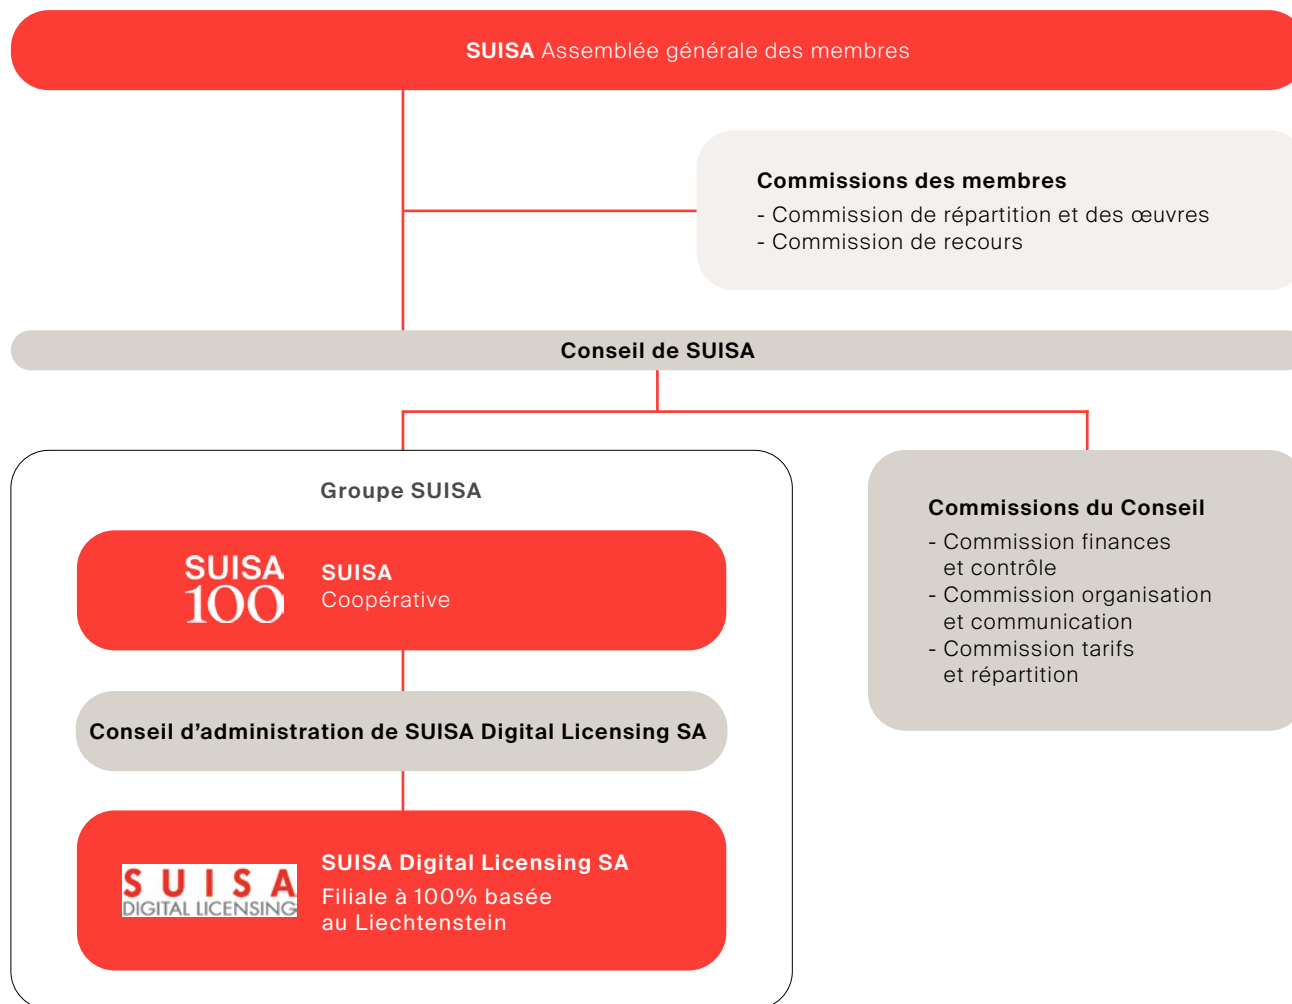 SUISA Assemblée générale des membres
Commissions des membres
- Commission de répartition et des œuvres
- Commission de recours
Conseil de SUISA
Groupe SUISA
SUISA
100
SUISA
Coopérative
Conseil d’administration de SUISA Digital Licensing SA
SUISA
DIGITAL LICENSING
SUISA Digital Licensing SA
Filiale à 100% basée
au Liechtenstein
Commissions du Conseil
- Commission finances
et contrôle
- Commission organisation
et communication
- Commission tarifs
et répartition